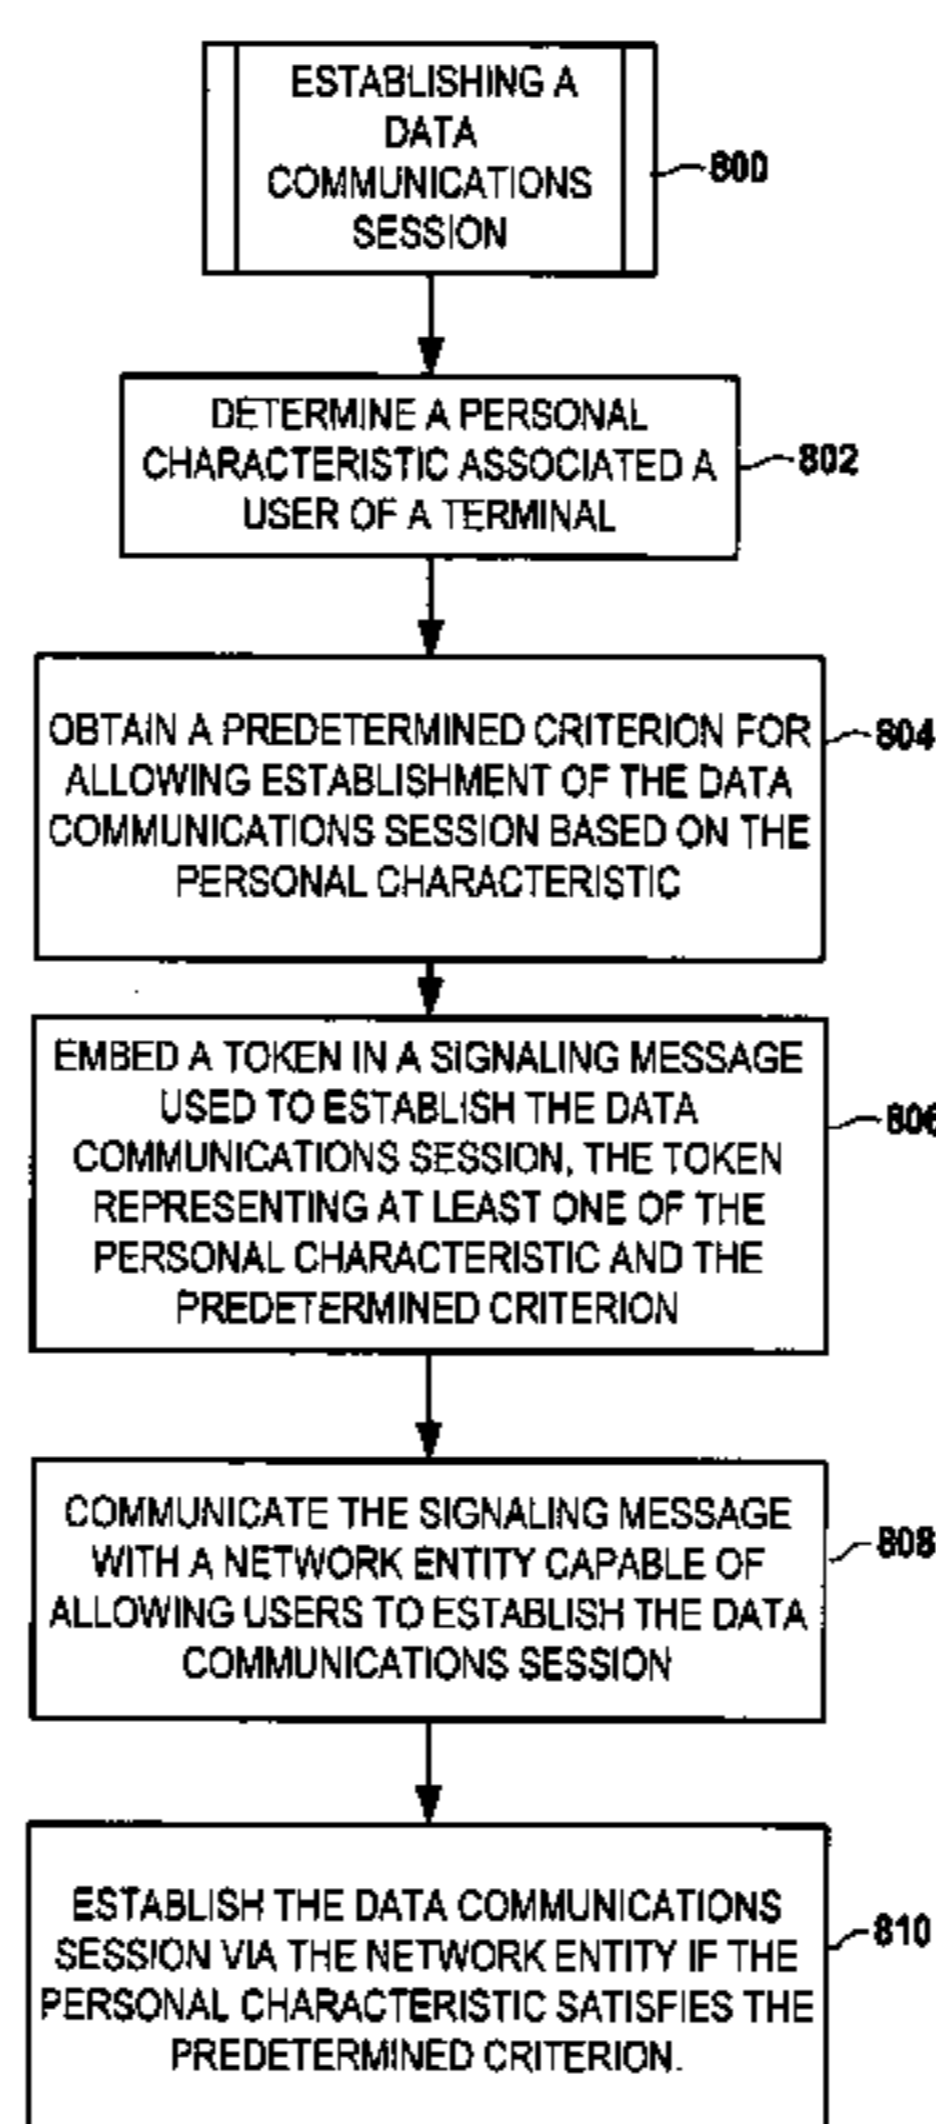 ESTABLISHING A
DATA
COMMUNICATIONS
SESSION
800
DETERMINE A PERSONAL
CHARACTERISTIC ASSOCIATED A
USER OF A TERMINAL
802
OBTAIN A PREDETERMINED CRITERION FOR
ALLOWING ESTABLISHMENT OF THE DATA
COMMUNICATIONS SESSION BASED ON THE
PERSONAL CHARACTERISTIC
804
EMBED A TOKEN IN A SIGNALING MESSAGE
USED TO ESTABLISH THE DATA
COMMUNICATIONS SESSION, THE TOKEN
REPRESENTING AT LEAST ONE OF THE
PERSONAL CHARACTERISTIC AND THE
PREDETERMINED CRITERION
806
COMMUNICATE THE SIGNALING MESSAGE
WITH A NETWORK ENTITY CAPABLE OF
ALLOWING USERS TO ESTABLISH THE DATA
COMMUNICATIONS SESSION
808
ESTABLISH THE DATA COMMUNICATIONS
SESSION VIA THE NETWORK ENTITY IF THE
PERSONAL CHARACTERISTIC SATISFIES THE
PREDETERMINED CRITERION.
810